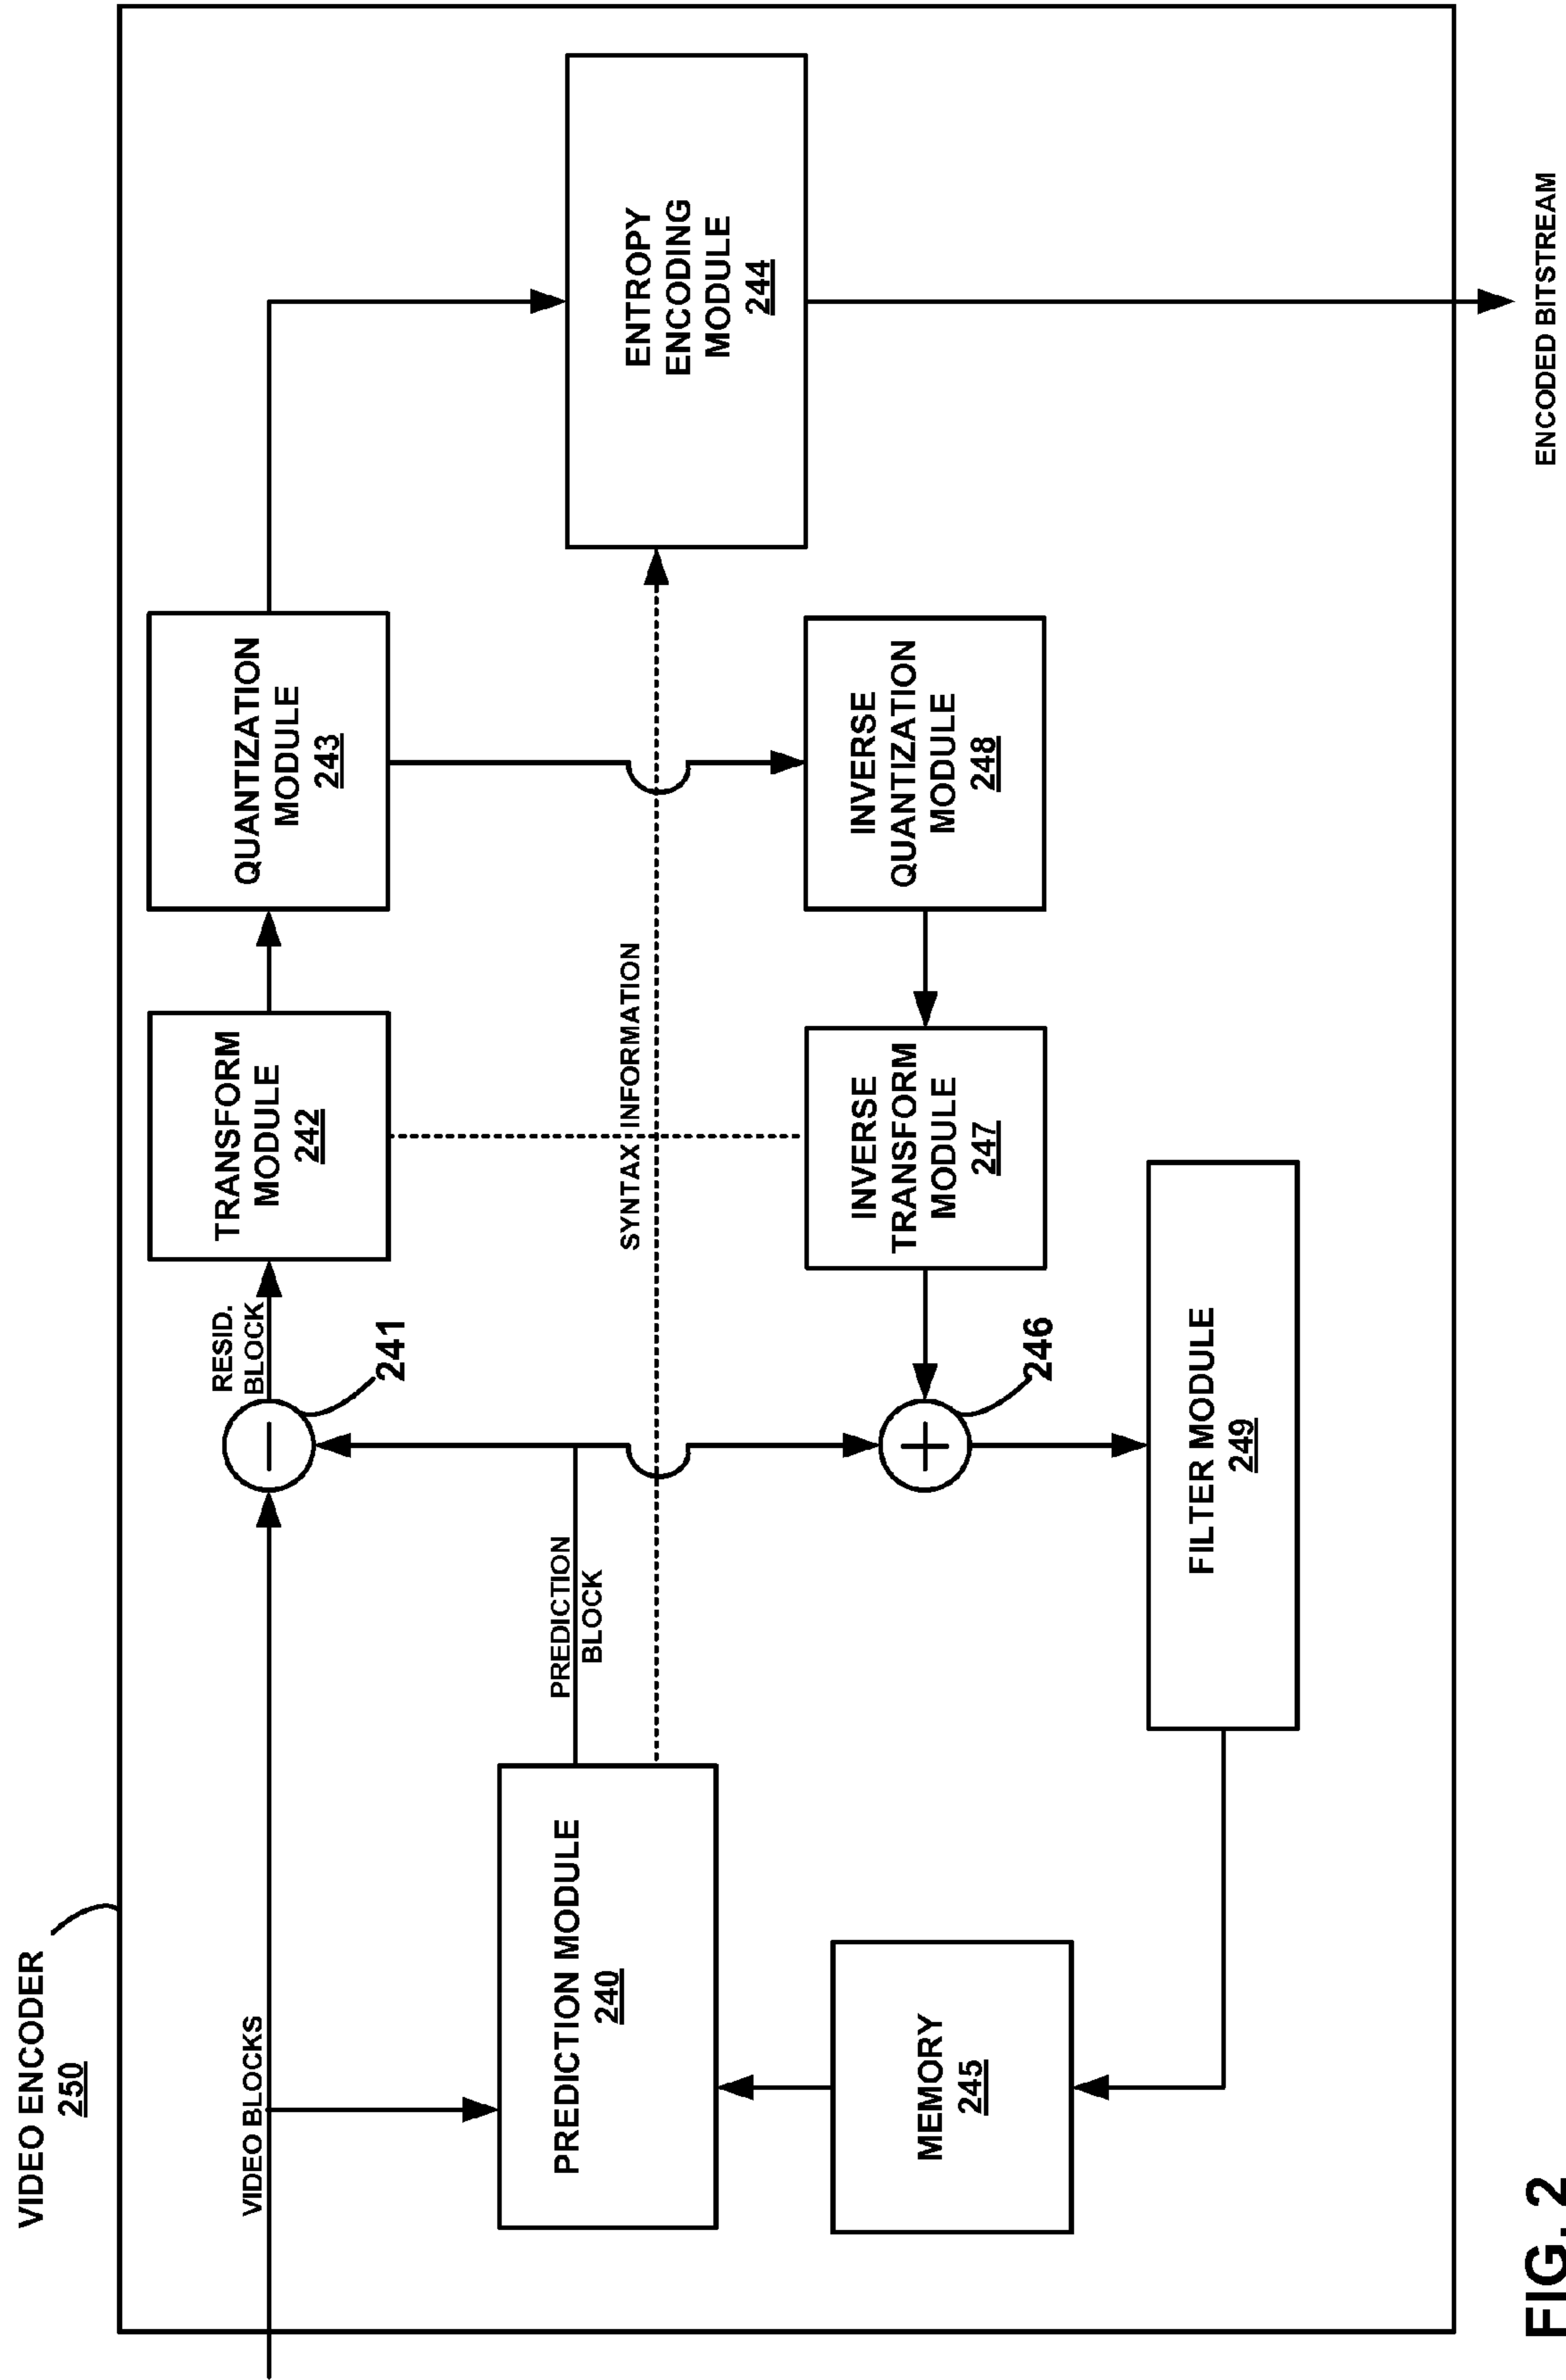 VIDEO ENCODER
250
VIDEO BLOCKS
RESID.
BLOCK
241
TRANSFORM
MODULE
242
QUANTIZATION
MODULE
243
PREDICTION MODULE
240
PREDICTION
BLOCK
SYNTAX INFORMATION
ENTROPY
ENCODING
MODULE
244
MEMORY
245
246
INVERSE
TRANSFORM
MODULE
247
INVERSE
QUANTIZATION
MODULE
248
FILTER MODULE
249
ENCODED BITSTREAM
FIG. 2